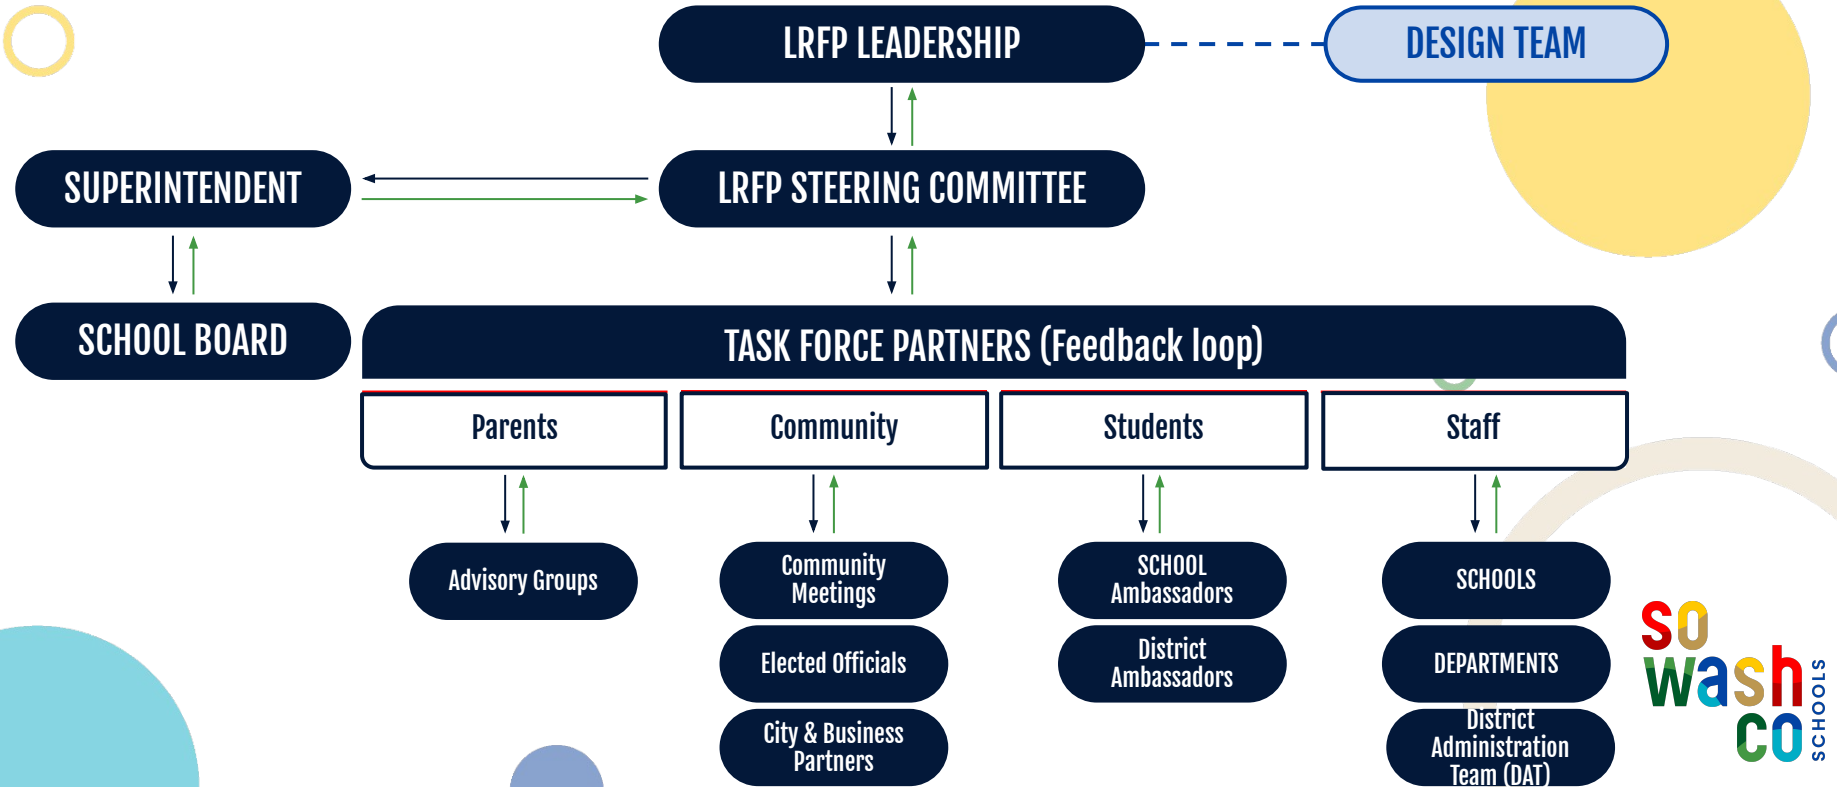 LRFP LEADERSHIP
DESIGN TEAM
SUPERINTENDENT
LRFP STEERING COMMITTEE
SCHOOL BOARD
TASK FORCE PARTNERS (Feedback loop)
Parents
Community
Students
Staff
Advisory Groups
Community
Meetings
SCHOOL
Ambassadors
SCHOOLS
Elected Officials
District
Ambassadors
DEPARTMENTS
City & Business
Partners
District
Administration
Team (DAT)
so
wash
co
SCHOOLS